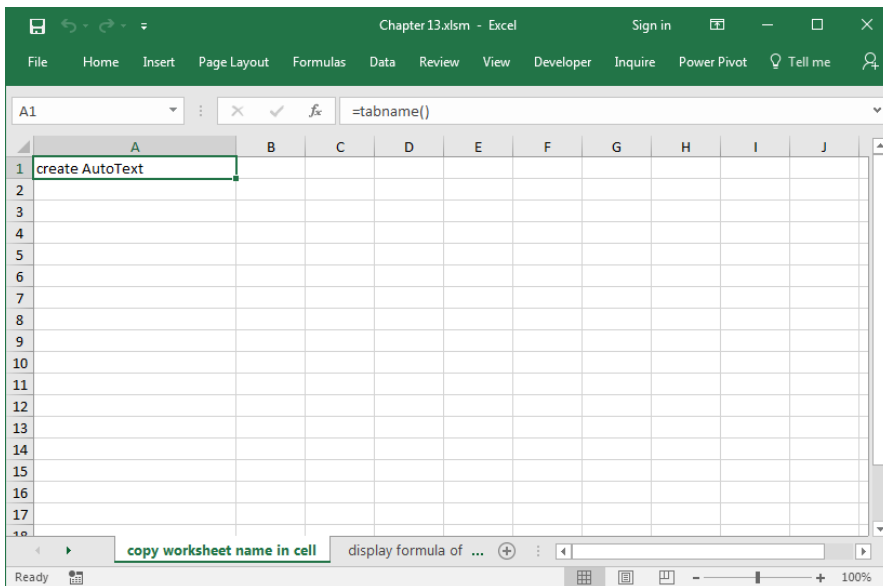 Chapter 13.xlsm - Excel Sign in
File Home Insert Page Layout Formulas Data Review View Developer Inquire Power Pivot Tell me
A1 fx =tabname()
A B C D E F G H I J
1 create AutoText
2
3
4
5
6
7
8
9
10
11
12
13
14
15
16
17
18
copy worksheet name in cell display formula of ...
Ready 100%